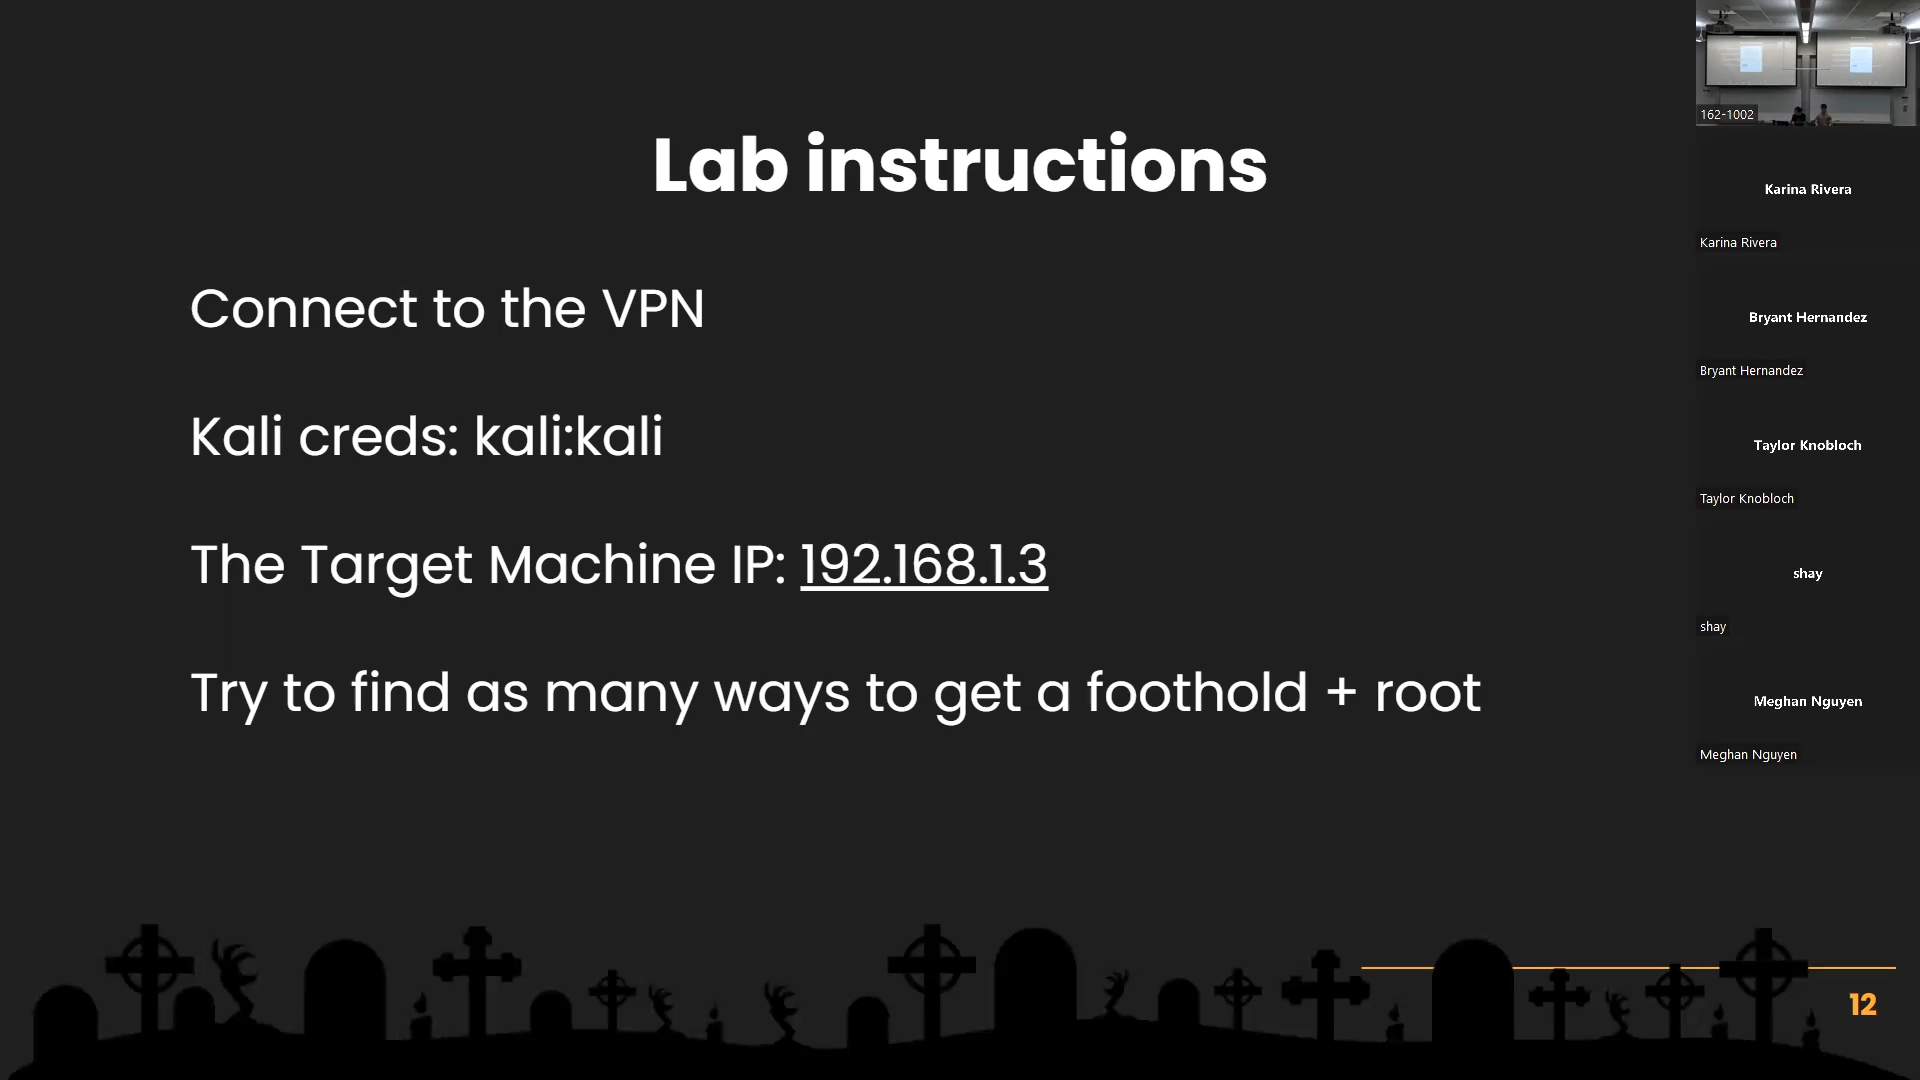 Lab instructions
Connect to the VPN
Kali creds: kali:kali
The Target Machine IP: 192.168.1.3
Try to find as many ways to get a foothold + root
12
162-1002
Karina Rivera
Karina Rivera
Bryant Hernandez
Bryant Hernandez
Taylor Knobloch
Taylor Knobloch
shay
shay
Meghan Nguyen
Meghan Nguyen